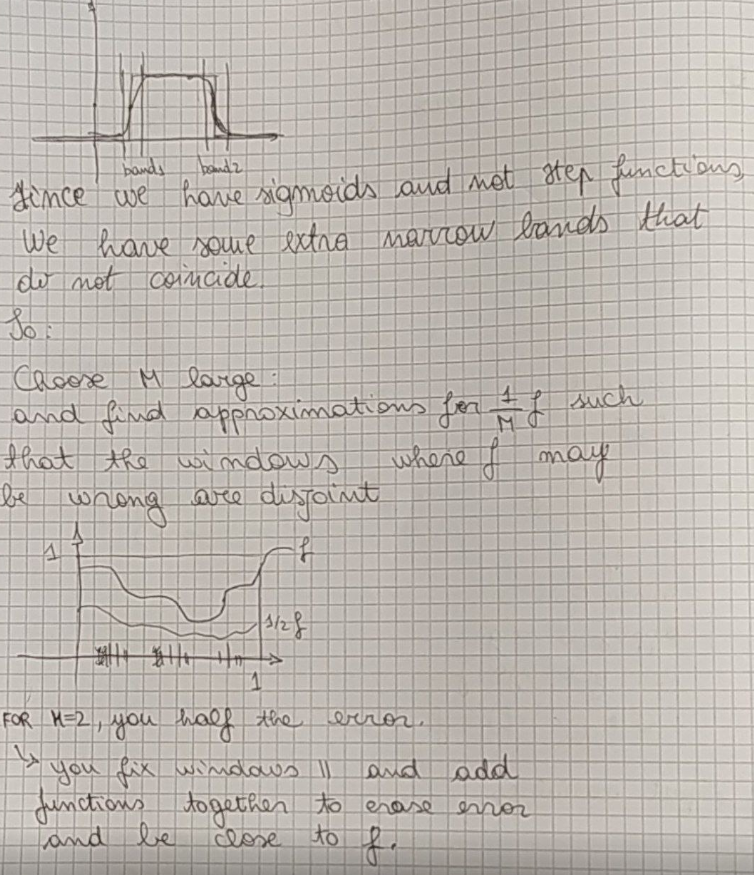 bands band2
Since we have sigmoids and not step functions,
We have some extra narrow bands that
do not coincide.
So:
Choose M large:
and find approximations for 1/M f such
that the windows where f may
be wrong are disjoint
1 f
1/2 f
1
FOR M=2, you half the error.
↳ you fix windows || and add
functions together to erase error
and be close to f.